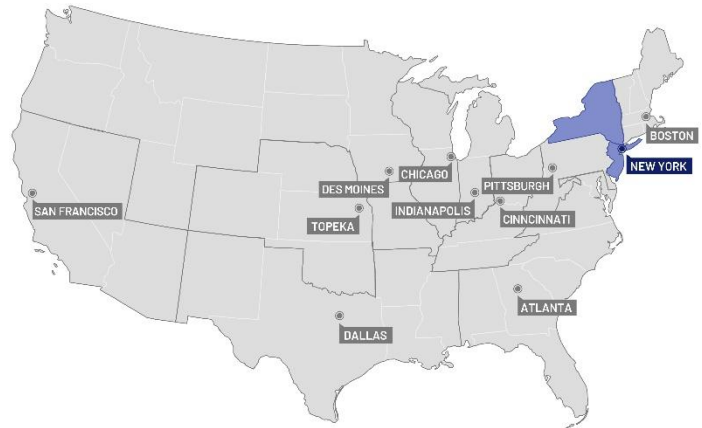 BOSTON
NEW YORK
CHICAGO
PITTSBURGH
DES MOINES
INDIANAPOLIS
CINNCINNATI
SAN FRANCISCO
TOPEKA
ATLANTA
DALLAS